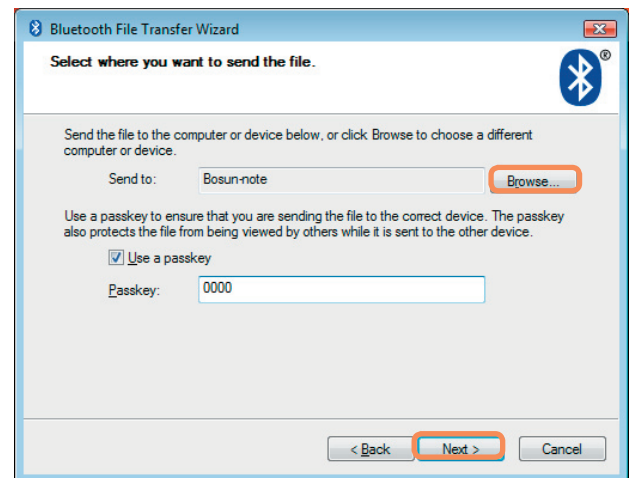 Bluetooth File Transfer Wizard
Select where you want to send the file.
®
Send the file to the computer or device below, or click Browse to choose a different
computer or device.
Send to: Bosun-note Browse...
Use a passkey to ensure that you are sending the file to the correct device. The passkey
also protects the file from being viewed by others while it is sent to the other device.
Use a passkey
Passkey: 0000
< Back Next > Cancel